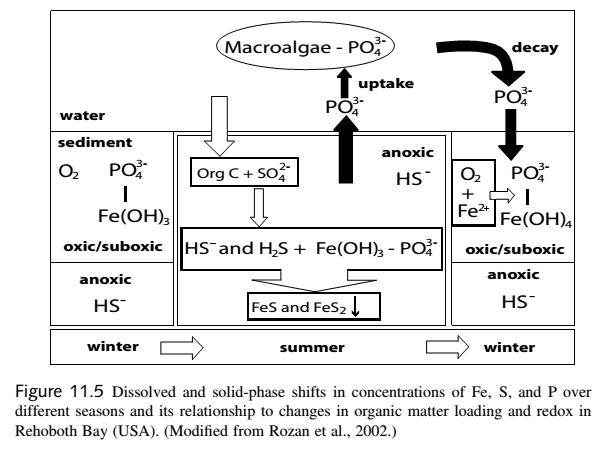 Macroalgae - PO₄³⁻
decay
uptake
PO₄³⁻
PO₄³⁻
water
sediment
O₂ PO₄³⁻
Fe(OH)₃
oxic/suboxic
anoxic
HS⁻
Org C + SO₄²⁻
anoxic
HS⁻
HS⁻ and H₂S + Fe(OH)₃ - PO₄³⁻
FeS and FeS₂ ↓
O₂
+
Fe²⁺
PO₄³⁻
Fe(OH)₄
oxic/suboxic
anoxic
HS⁻
winter summer winter
Figure 11.5 Dissolved and solid-phase shifts in concentrations of Fe, S, and P over
different seasons and its relationship to changes in organic matter loading and redox in
Rehoboth Bay (USA). (Modified from Rozan et al., 2002.)